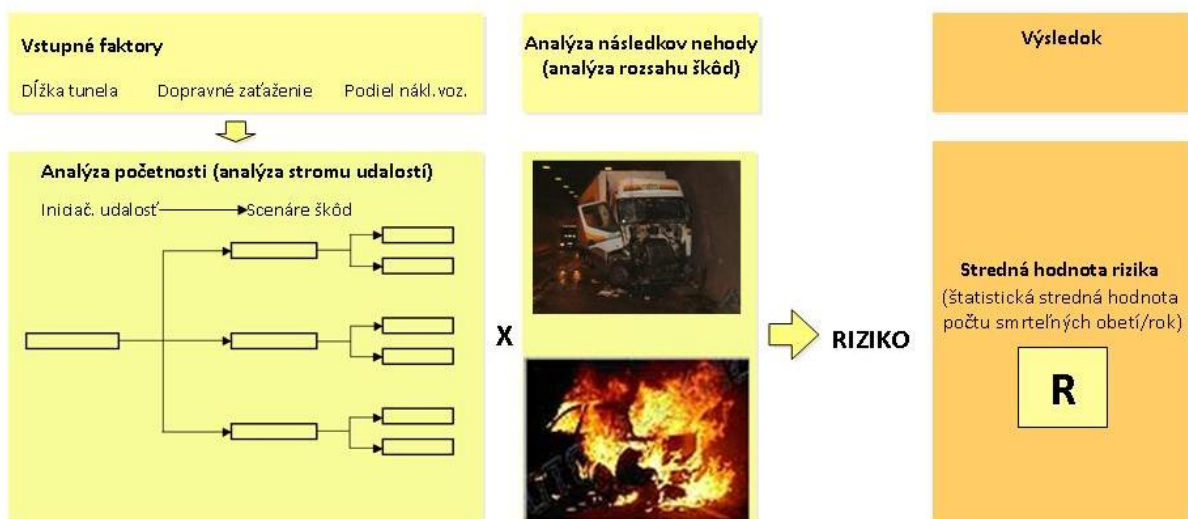 Vstupné faktory
Dĺžka tunela Dopravné zaťaženie Podiel nákl.voz.
Analýza početnosti (analýza stromu udalostí)
Iniciač. udalosť Scenáre škôd
X
Analýza následkov nehody
(analýza rozsahu škôd)
RIZIKO
Výsledok
Stredná hodnota rizika
(štatistická stredná hodnota
počtu smrteľných obetí/rok)
R